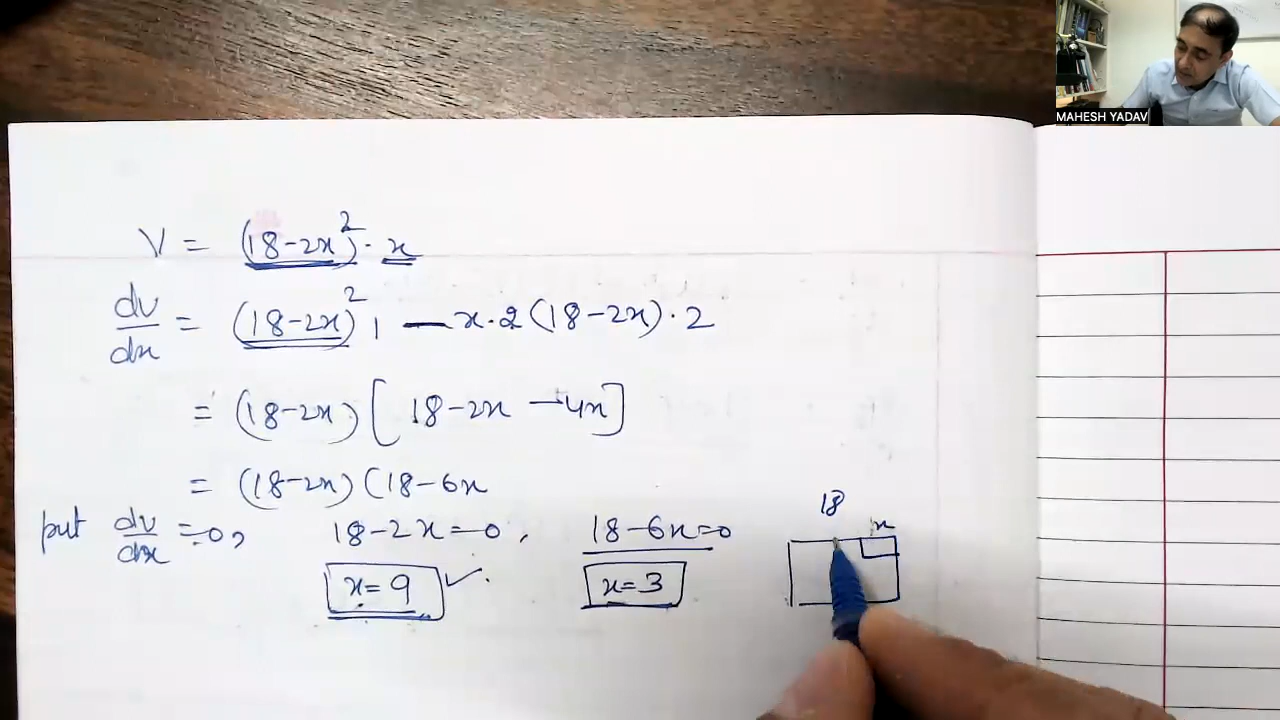 MAHESH YADAV
V = (18-2x)² · x
dv/dx = (18-2x)² 1 - x·2(18-2x)·2
= (18-2x)[18-2x - 4x]
= (18-2x)(18-6x
put dv/dx = 0, 18-2x=0, 18-6x=0
x=9 ✓. x=3
18
x